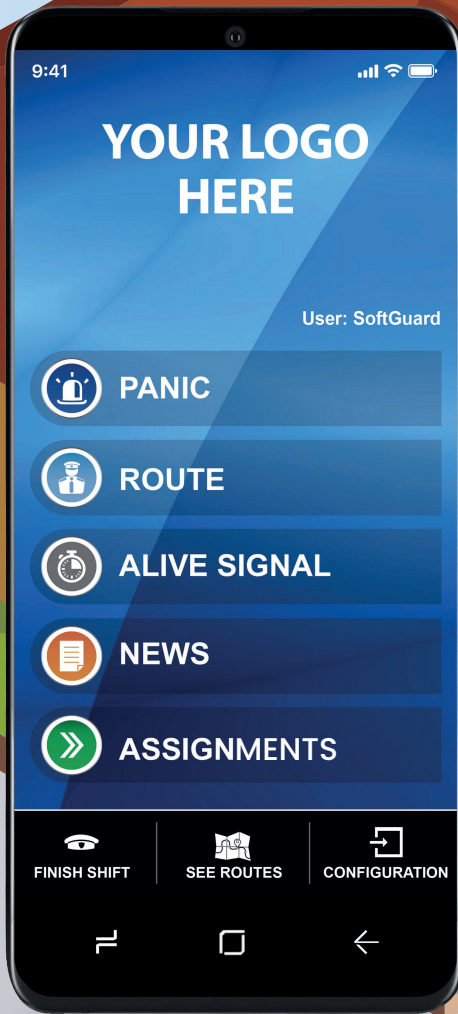 9:41
YOUR LOGO
HERE
User: SoftGuard
PANIC
ROUTE
ALIVE SIGNAL
NEWS
ASSIGNMENTS
FINISH SHIFT
SEE ROUTES
CONFIGURATION